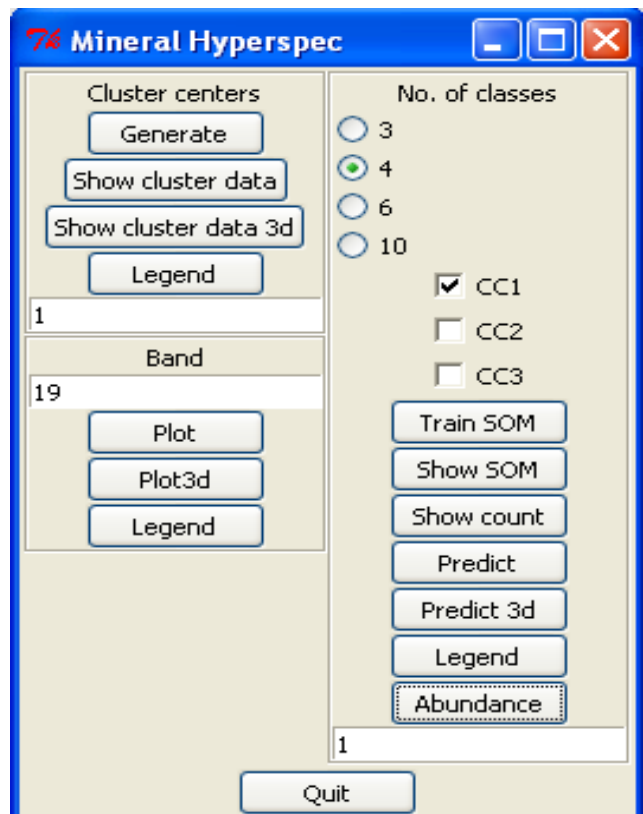 Mineral Hyperspec
Cluster centers
Generate
Show cluster data
Show cluster data 3d
Legend
1
Band
19
Plot
Plot3d
Legend
No. of classes
3
4
6
10
CC1
CC2
CC3
Train SOM
Show SOM
Show count
Predict
Predict 3d
Legend
Abundance
1
Quit